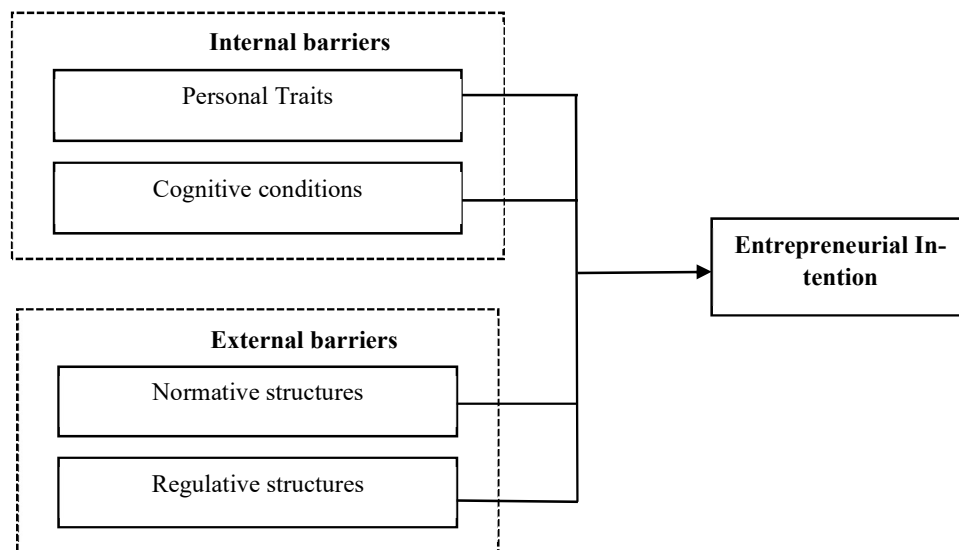 Internal barriers
Personal Traits
Cognitive conditions
Entrepreneurial In-
tention
External barriers
Normative structures
Regulative structures